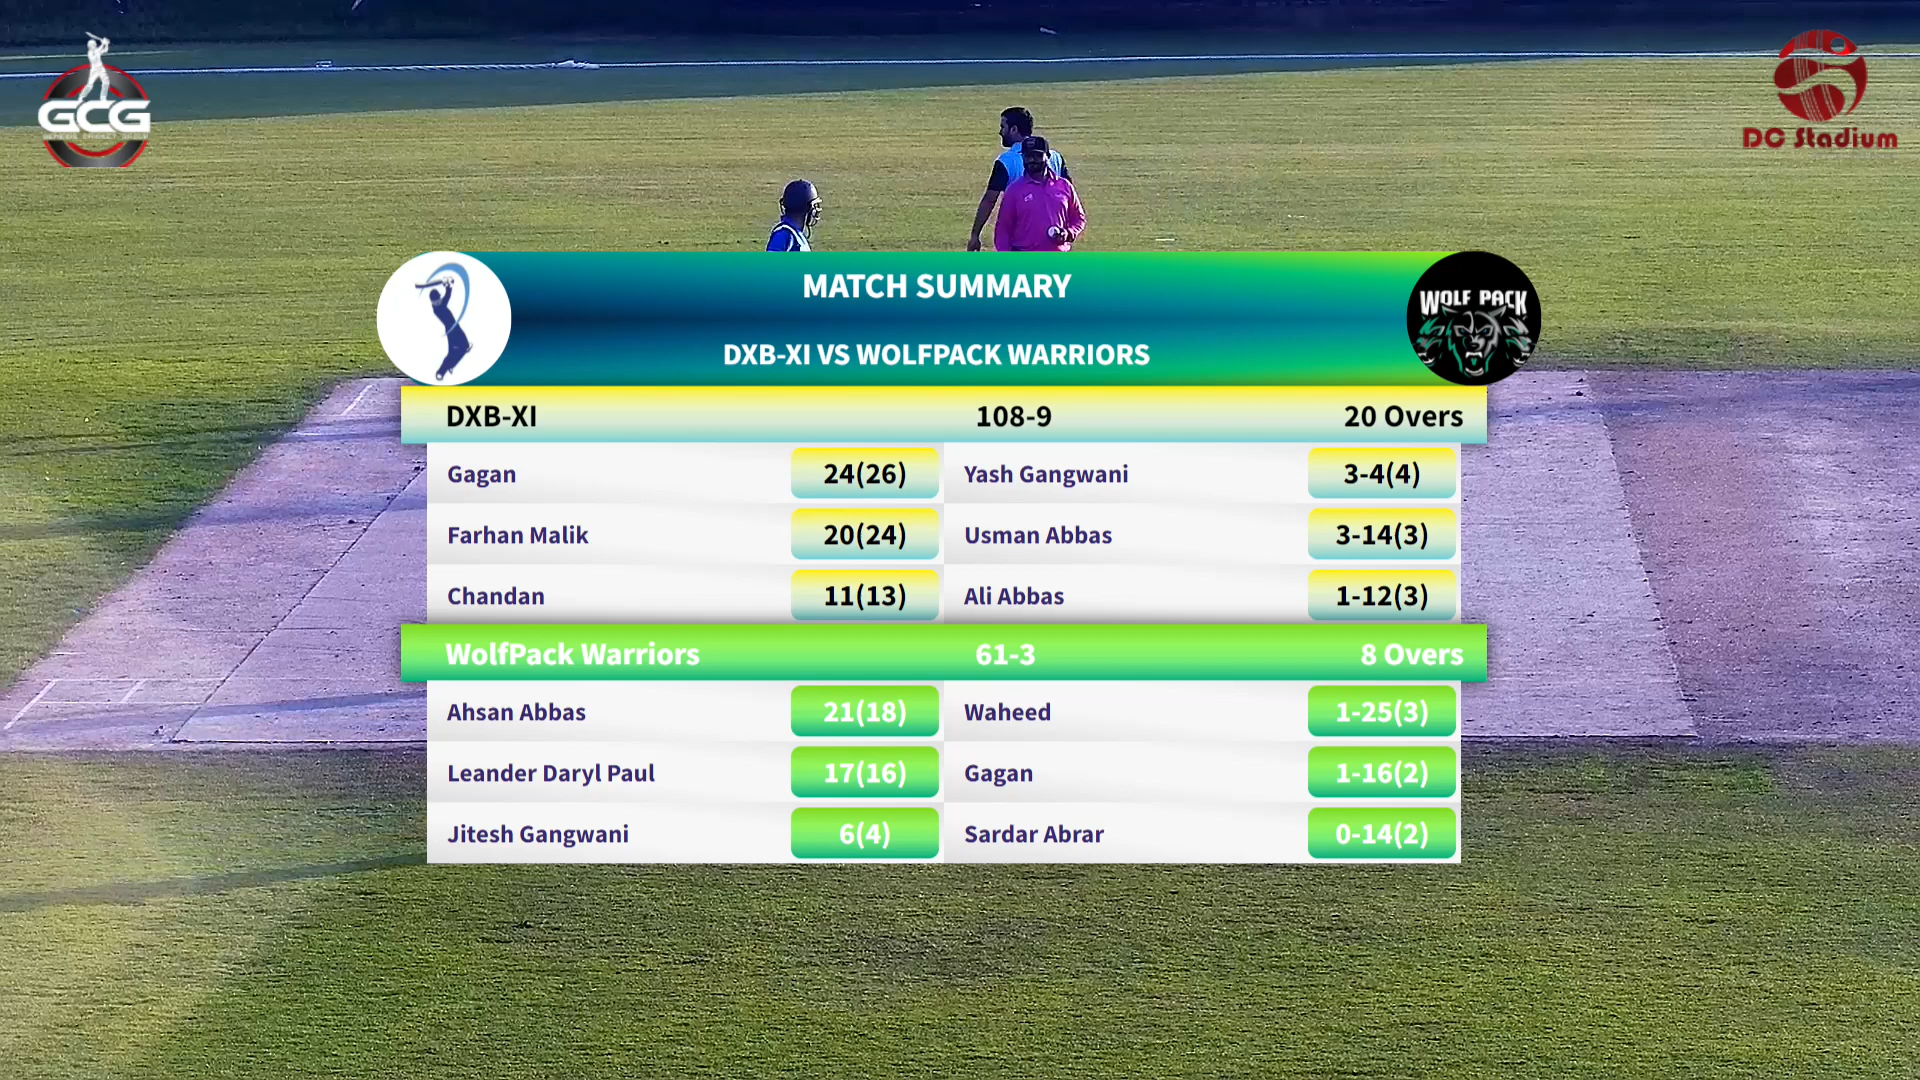 GCG
DC Stadium
MATCH SUMMARY
WOLF PACK
DXB-XI VS WOLFPACK WARRIORS
DXB-XI 108-9 20 Overs
Gagan 24(26) Yash Gangwani 3-4(4)
Farhan Malik 20(24) Usman Abbas 3-14(3)
Chandan 11(13) Ali Abbas 1-12(3)
WolfPack Warriors 61-3 8 Overs
Ahsan Abbas 21(18) Waheed 1-25(3)
Leander Daryl Paul 17(16) Gagan 1-16(2)
Jitesh Gangwani 6(4) Sardar Abrar 0-14(2)